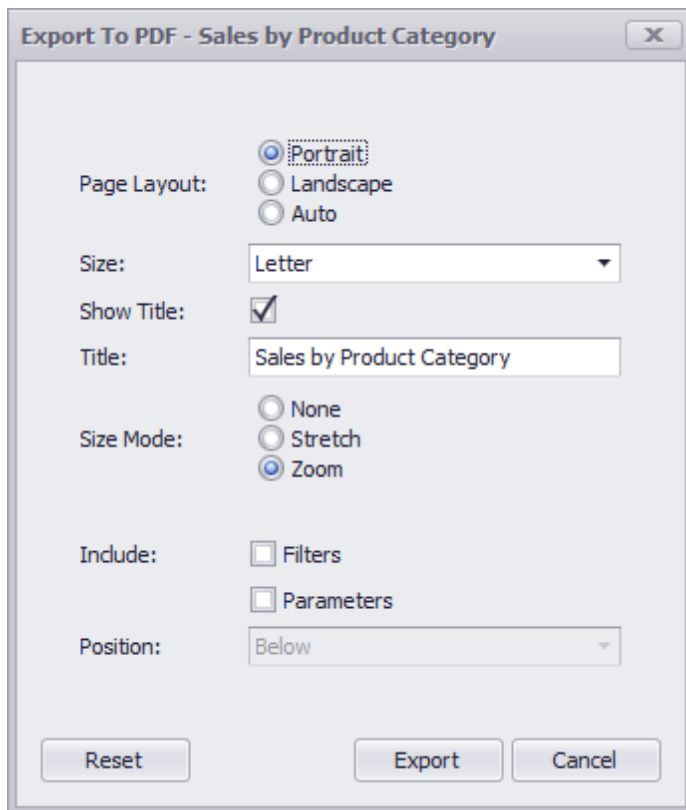 Export To PDF - Sales by Product Category
Page Layout:
Portrait
Landscape
Auto
Size: Letter
Show Title:
Title: Sales by Product Category
Size Mode:
None
Stretch
Zoom
Include: Filters
Parameters
Position: Below
Reset Export Cancel